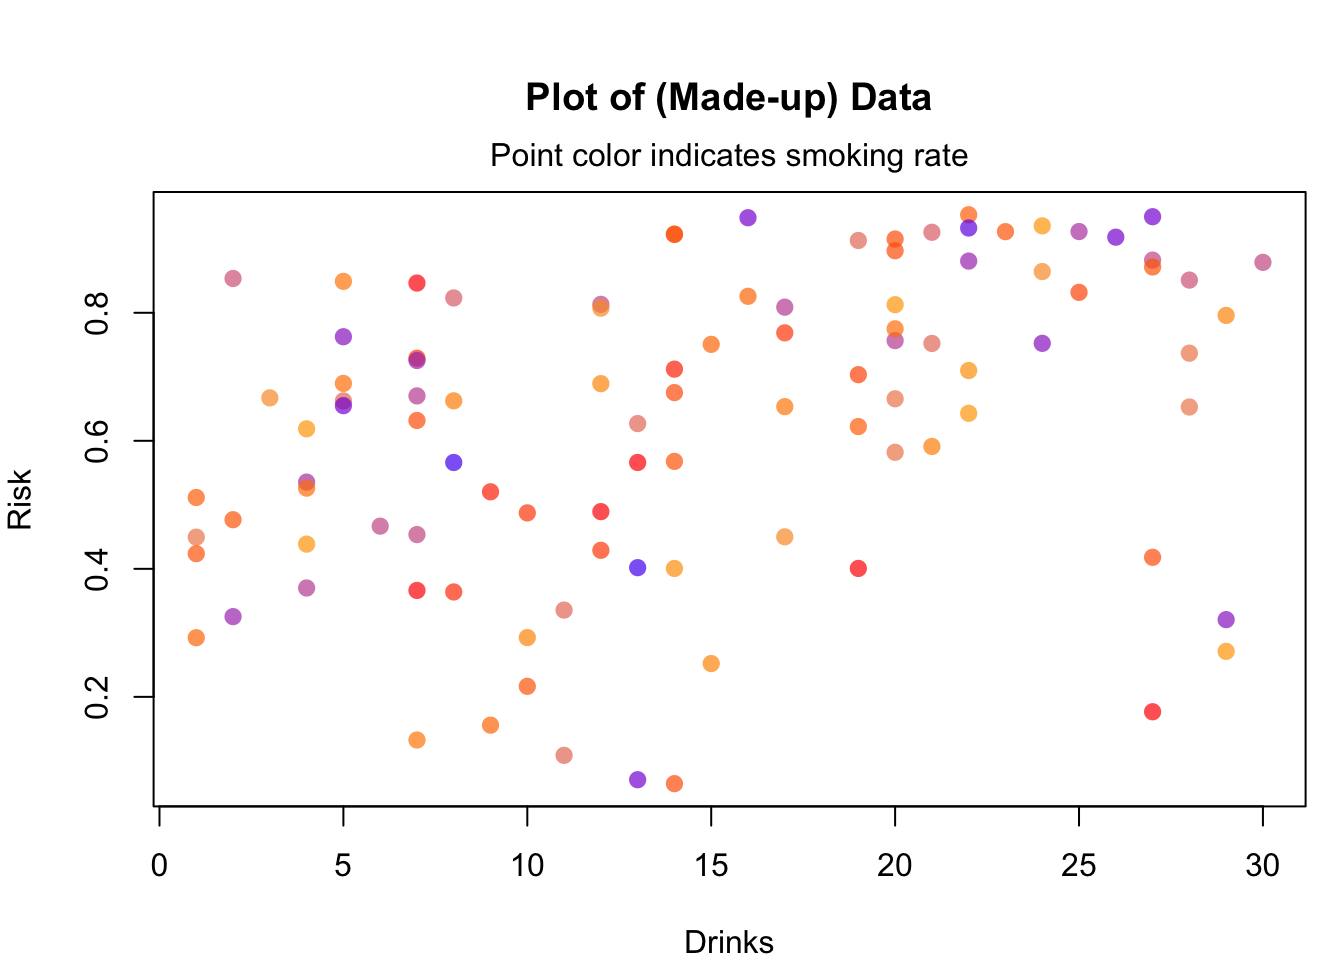 Plot of (Made-up) Data
Point color indicates smoking rate
Risk
0.8
0.6
0.4
0.2
0 5 10 15 20 25 30
Drinks